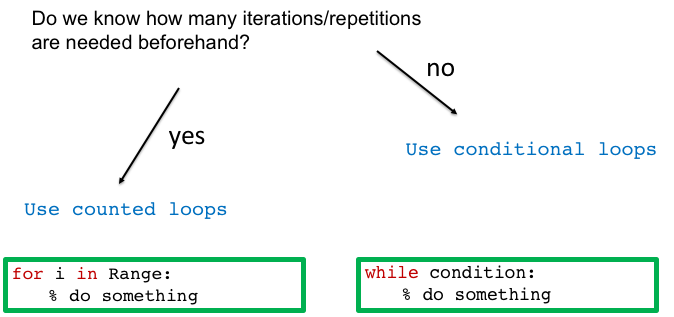 Do we know how many iterations/repetitions
are needed beforehand?
no
yes
Use conditional loops
Use counted loops
for i in Range:
% do something
while condition:
% do something